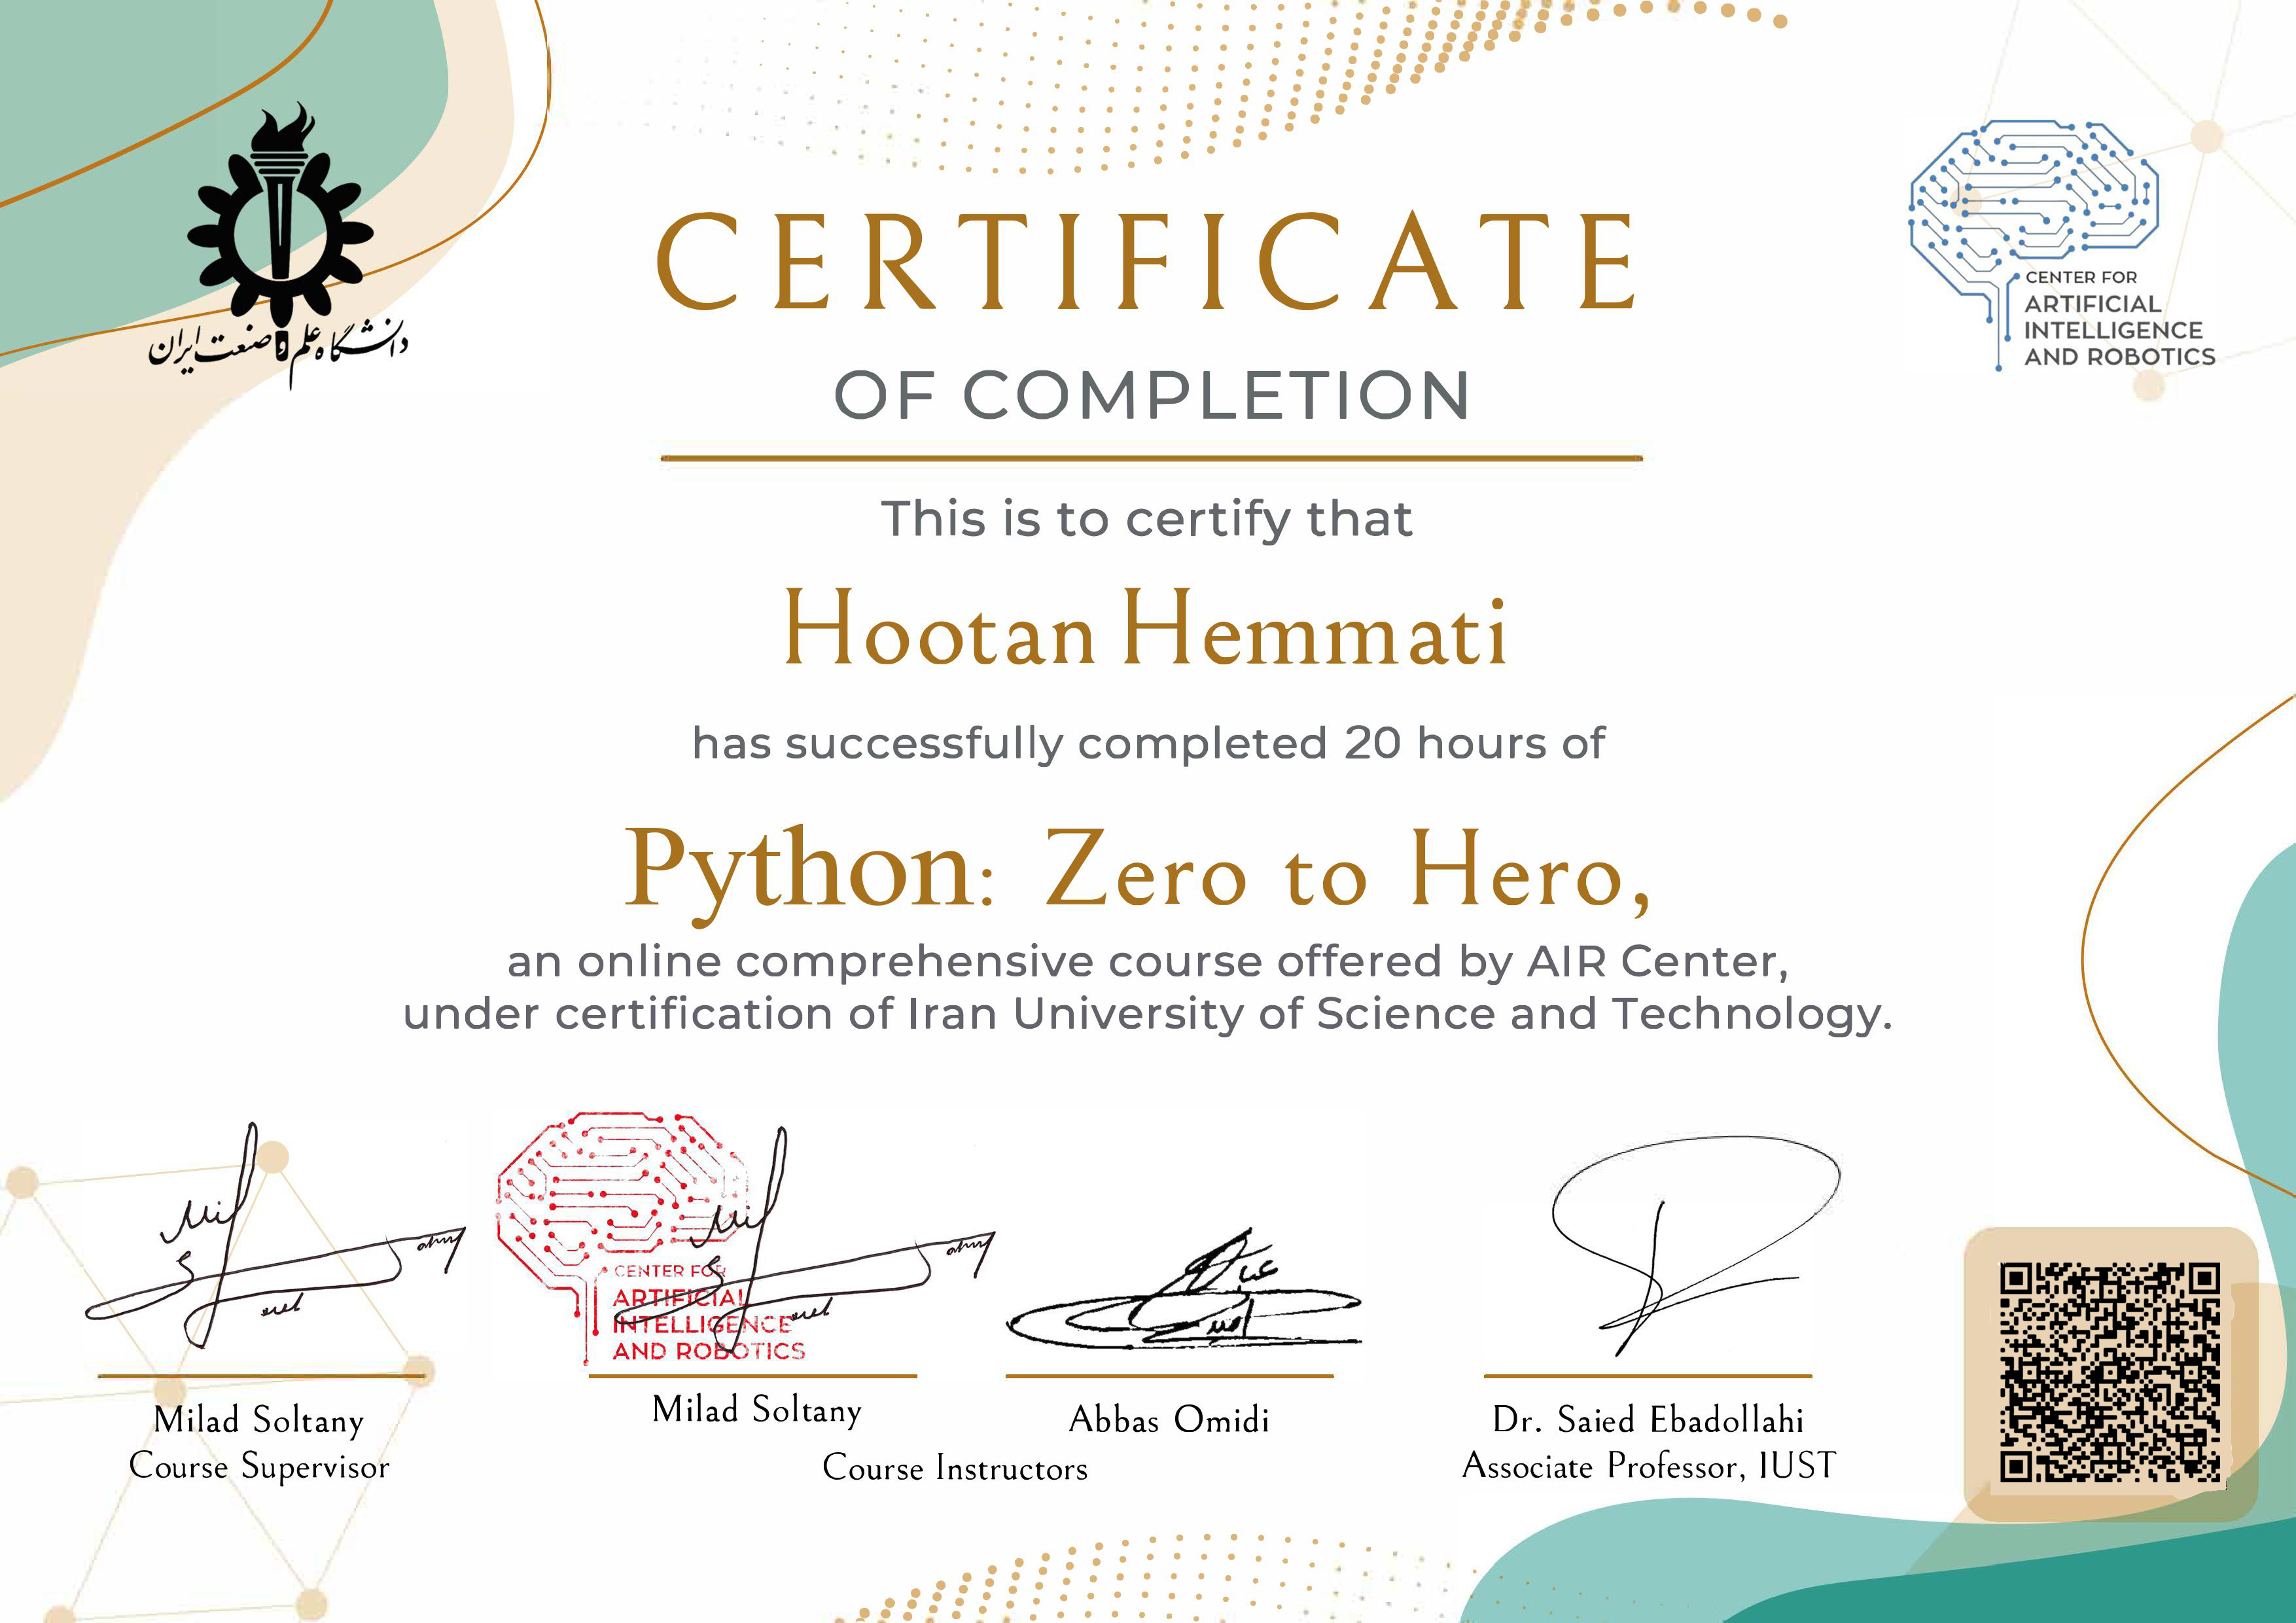 دانشگاه علم و صنعت ایران
CENTER FOR
ARTIFICIAL
INTELLIGENCE
AND ROBOTICS
CERTIFICATE
OF COMPLETION
This is to certify that
Hootan Hemmati
has successfully completed 20 hours of
Python: Zero to Hero,
an online comprehensive course offered by AIR Center,
under certification of Iran University of Science and Technology.
CENTER FOR
ARTIFICIAL
INTELLIGENCE
AND ROBOTICS
Milad Soltany
Course Supervisor
Milad Soltany
Abbas Omidi
Course Instructors
Dr. Saied Ebadollahi
Associate Professor, IUST